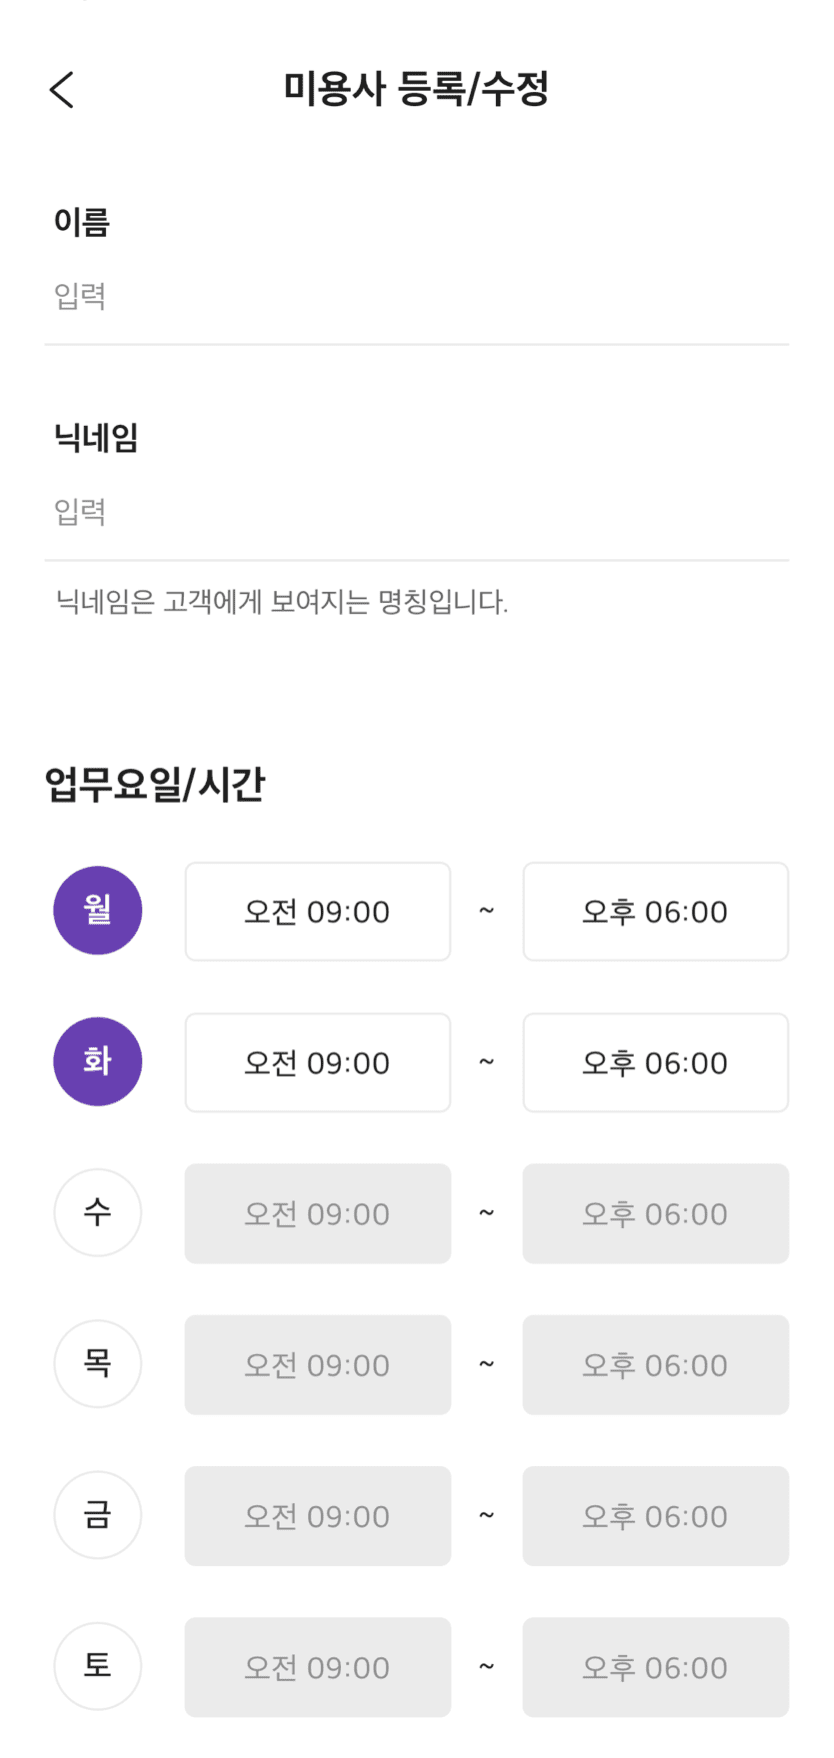 미용사 등록/수정
이름
입력
닉네임
입력
닉네임은 고객에게 보여지는 명칭입니다.
업무요일/시간
월 오전 09:00 ~ 오후 06:00
화 오전 09:00 ~ 오후 06:00
수 오전 09:00 ~ 오후 06:00
목 오전 09:00 ~ 오후 06:00
금 오전 09:00 ~ 오후 06:00
토 오전 09:00 ~ 오후 06:00